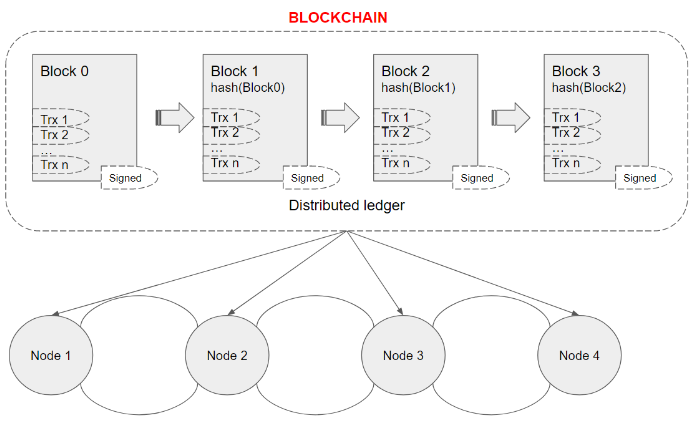 BLOCKCHAIN
Block 0
Trx 1
Trx 2
...
Trx n
Signed
Block 1
hash(Block0)
Trx 1
Trx 2
...
Trx n
Signed
Block 2
hash(Block1)
Trx 1
Trx 2
...
Trx n
Signed
Block 3
hash(Block2)
Trx 1
Trx 2
...
Trx n
Signed
Distributed ledger
Node 1
Node 2
Node 3
Node 4